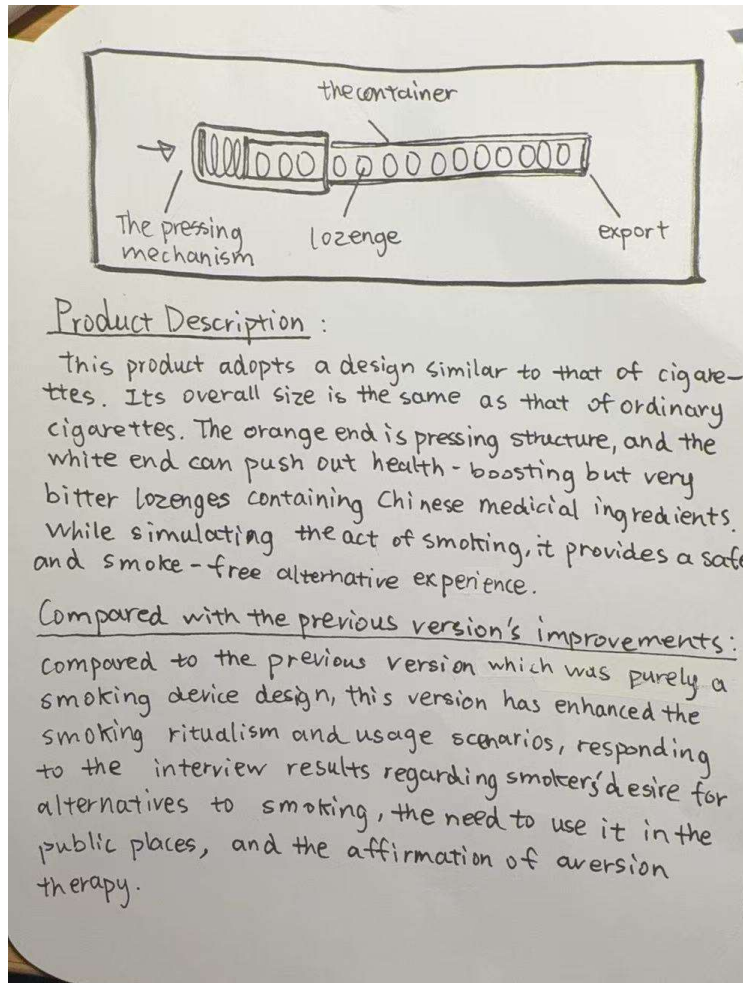 the container
The pressing
mechanism
lozenge
export
Product Description :
This product adopts a design similar to that of cigare-
ttes. Its overall size is the same as that of ordinary
cigarettes. The orange end is pressing structure, and the
white end can push out health-boosting but very
bitter lozenges containing Chinese medicial ingredients.
While simulating the act of smoking, it provides a safe
and smoke-free alternative experience.
Compared with the previous version's improvements:
compared to the previous version which was purely a
smoking device design, this version has enhanced the
smoking ritualism and usage scenarios, responding
to the interview results regarding smokers' desire for
alternatives to smoking, the need to use it in the
public places, and the affirmation of aversion
therapy.